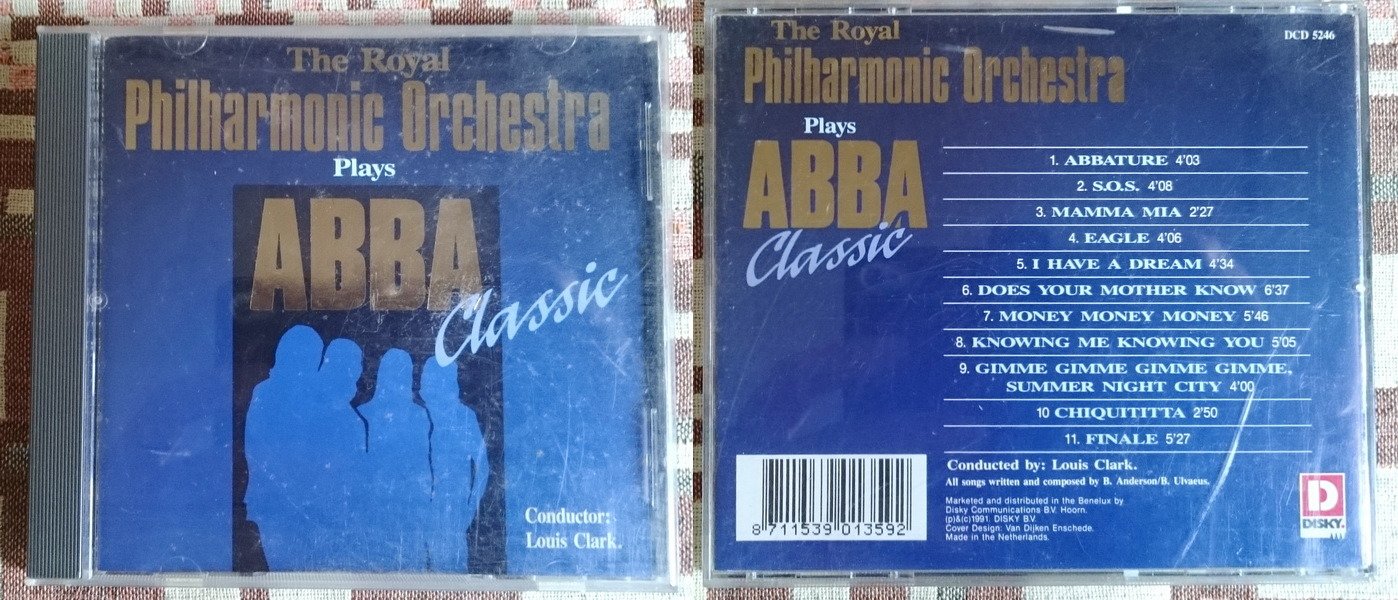 The Royal
Philharmonic Orchestra
Plays
ABBA
Classic
Conductor:
Louis Clark.
The Royal
Philharmonic Orchestra
Plays
ABBA
Classic
DCD 5246
1. ABBATURE 4'03
2. S.O.S. 4'08
3. MAMMA MIA 2'27
4. EAGLE 4'06
5. I HAVE A DREAM 4'34
6. DOES YOUR MOTHER KNOW 6'37
7. MONEY MONEY MONEY 5'46
8. KNOWING ME KNOWING YOU 5'05
9. GIMME GIMME GIMME GIMME,
SUMMER NIGHT CITY 4'00
10 CHIQUITITTA 2'50
11. FINALE 5'27
Conducted by: Louis Clark.
All songs written and composed by B. Anderson/B. Ulvaeus.
Marketed and distributed in the Benelux by
Disky Communications B.V. Hoorn.
(p)&(c)1991 DISKY B.V.
Cover Design: Van Dijken Enschede.
Made in the Netherlands.
8 711539 013592
D
DISKY.